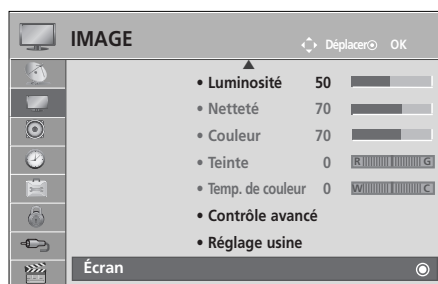 IMAGE
Déplacer OK
• Luminosité 50
• Netteté 70
• Couleur 70
• Teinte 0 R G
• Temp. de couleur 0 W C
• Contrôle avancé
• Réglage usine
Écran